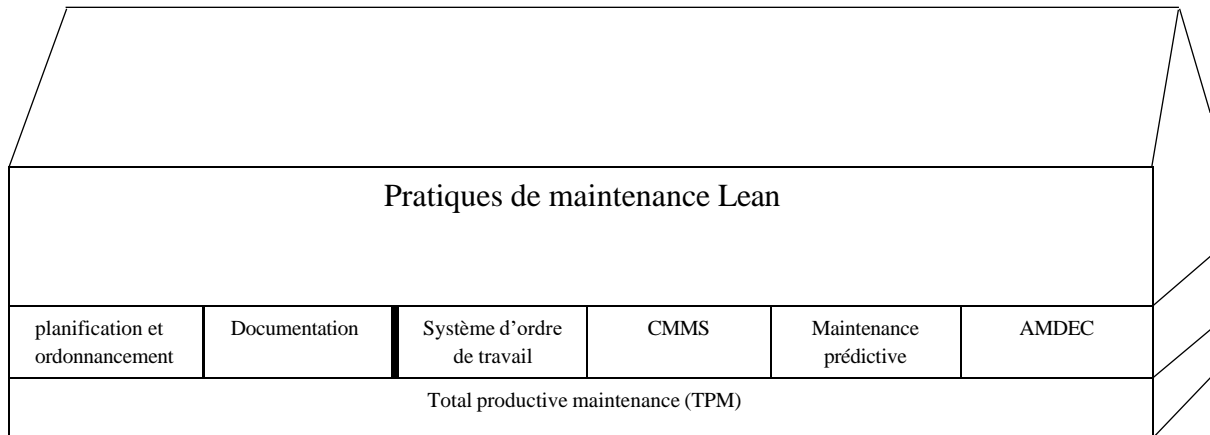 Pratiques de maintenance Lean
planification et
ordonnancement
Documentation
Système d’ordre
de travail
CMMS
Maintenance
prédictive
AMDEC
Total productive maintenance (TPM)